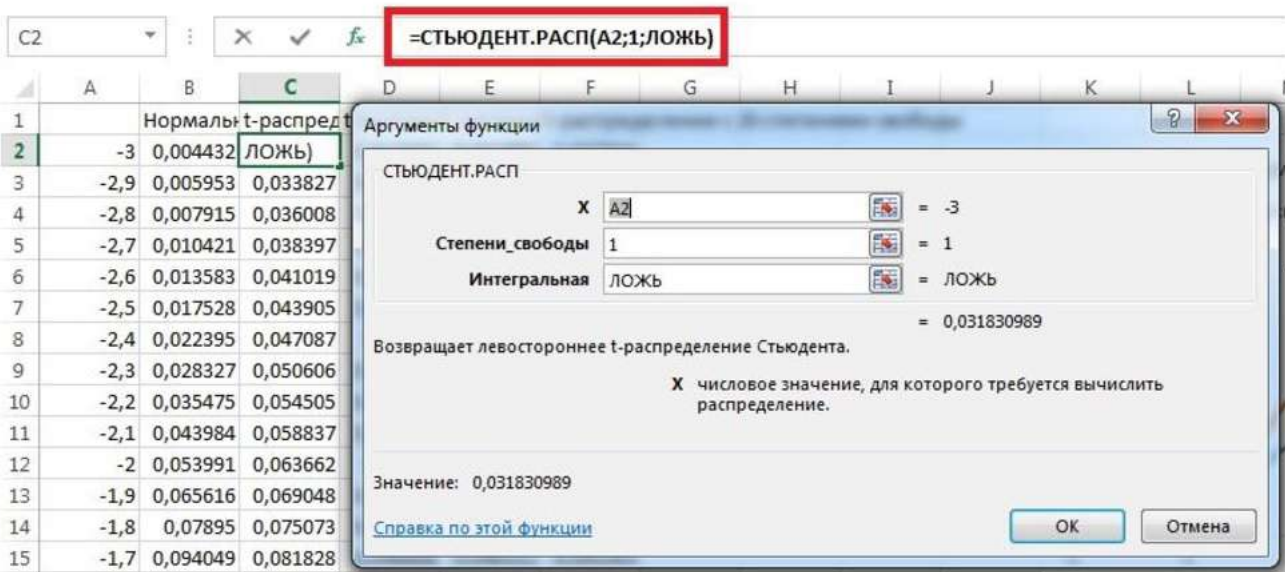 C2 fx =СТЬЮДЕНТ.РАСП(A2;1;ЛОЖЬ)
A B C D E F G H I J K L
1 Нормальн t-распред t
2 -3 0,004432 ЛОЖЬ)
3 -2,9 0,005953 0,033827
4 -2,8 0,007915 0,036008
5 -2,7 0,010421 0,038397
6 -2,6 0,013583 0,041019
7 -2,5 0,017528 0,043905
8 -2,4 0,022395 0,047087
9 -2,3 0,028327 0,050606
10 -2,2 0,035475 0,054505
11 -2,1 0,043984 0,058837
12 -2 0,053991 0,063662
13 -1,9 0,065616 0,069048
14 -1,8 0,07895 0,075073
15 -1,7 0,094049 0,081828
Аргументы функции
СТЬЮДЕНТ.РАСП
X A2 = -3
Степени_свободы 1 = 1
Интегральная ЛОЖЬ = ЛОЖЬ
= 0,031830989
Возвращает левостороннее t-распределение Стьюдента.
X числовое значение, для которого требуется вычислить
распределение.
Значение: 0,031830989
Справка по этой функции
ОК Отмена